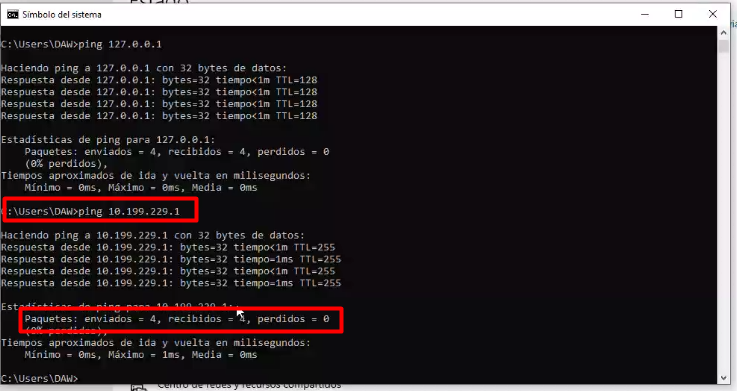 Estado
Símbolo del sistema
C:\Users\DAW>ping 127.0.0.1
Haciendo ping a 127.0.0.1 con 32 bytes de datos:
Respuesta desde 127.0.0.1: bytes=32 tiempo<1m TTL=128
Respuesta desde 127.0.0.1: bytes=32 tiempo<1m TTL=128
Respuesta desde 127.0.0.1: bytes=32 tiempo<1m TTL=128
Respuesta desde 127.0.0.1: bytes=32 tiempo<1m TTL=128
Estadísticas de ping para 127.0.0.1:
Paquetes: enviados = 4, recibidos = 4, perdidos = 0
(0% perdidos),
Tiempos aproximados de ida y vuelta en milisegundos:
Mínimo = 0ms, Máximo = 0ms, Media = 0ms
C:\Users\DAW>ping 10.199.229.1
Haciendo ping a 10.199.229.1 con 32 bytes de datos:
Respuesta desde 10.199.229.1: bytes=32 tiempo<1m TTL=255
Respuesta desde 10.199.229.1: bytes=32 tiempo=1ms TTL=255
Respuesta desde 10.199.229.1: bytes=32 tiempo<1m TTL=255
Respuesta desde 10.199.229.1: bytes=32 tiempo=1ms TTL=255
Estadísticas de ping para 10.199.229.1:
Paquetes: enviados = 4, recibidos = 4, perdidos = 0
(0% perdidos),
Tiempos aproximados de ida y vuelta en milisegundos:
Mínimo = 0ms, Máximo = 1ms, Media = 0ms
C:\Users\DAW>
Centro de redes y recursos compartidos